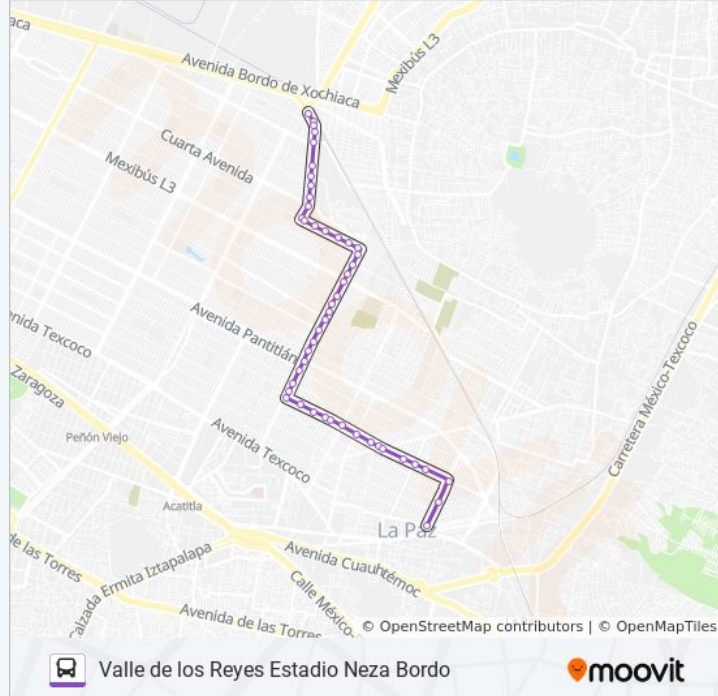 aca
Avenida Bordo de Xochiaca
Mexibús L3
Cuarta Avenida
Mexibús L3
Avenida Pantitlán
nida Texcoco
Zaragoza
Carretera México-Texcoco
Peñón Viejo
Avenida Texcoco
Acatitla
La Paz
de las Torres
Calzada Ermita Iztapalapa
Avenida Cuauhtémoc
Calle México
Avenida de las Torres
© OpenStreetMap contributors | © OpenMapTiles
Valle de los Reyes Estadio Neza Bordo
moovit